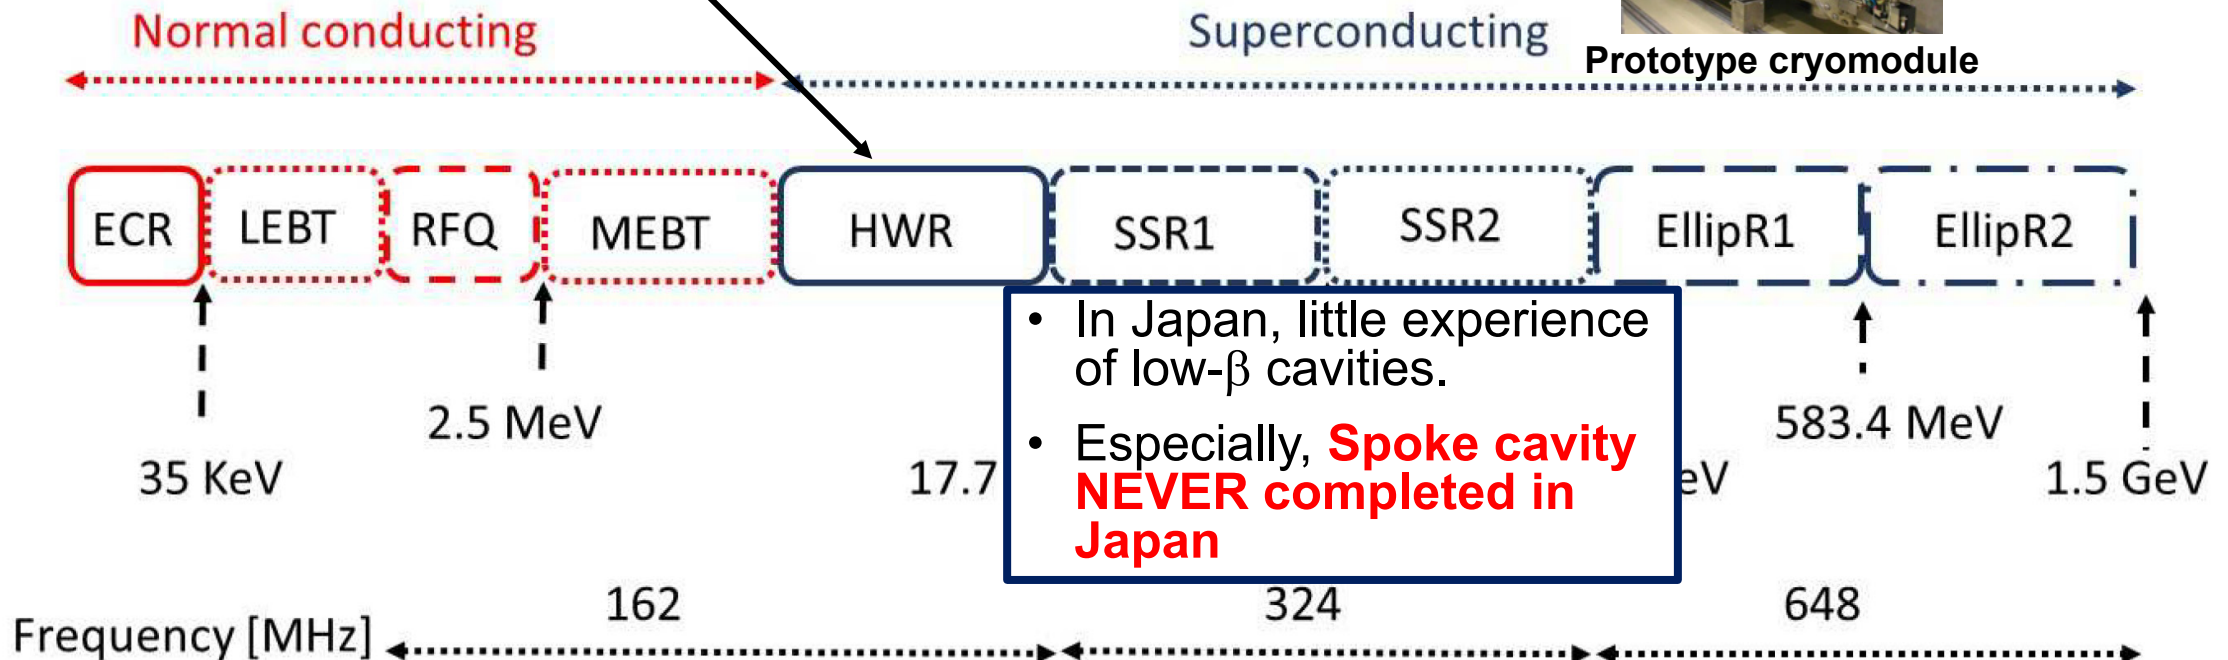 Normal conducting
Superconducting
Prototype cryomodule
ECR
LEBT
RFQ
MEBT
HWR
SSR1
SSR2
EllipR1
EllipR2
• In Japan, little experience
of low-β cavities.
• Especially, Spoke cavity
NEVER completed in
Japan
35 KeV
2.5 MeV
17.7
eV
583.4 MeV
1.5 GeV
Frequency [MHz]
162
324
648